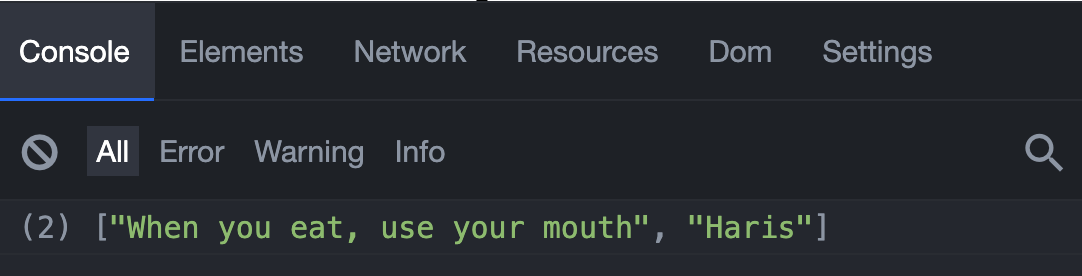 Console Elements Network Resources Dom Settings
All Error Warning Info
(2) ["When you eat, use your mouth", "Haris"]